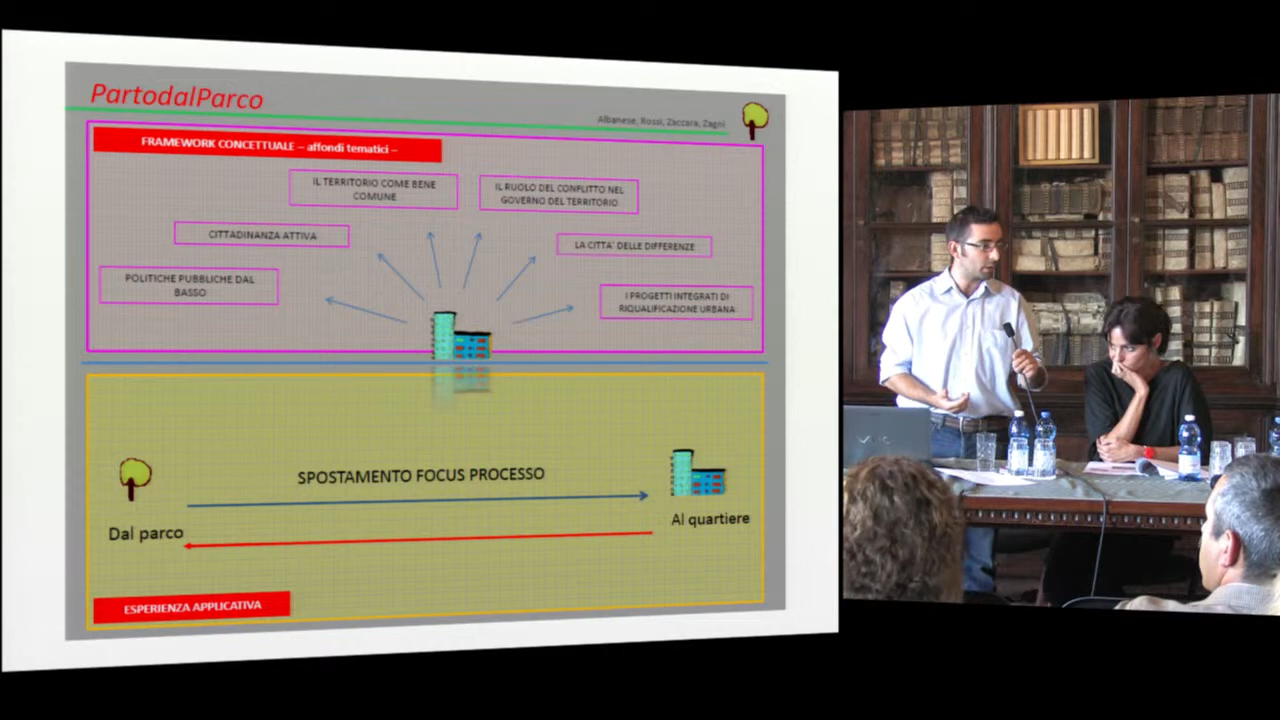 PartodalParco
Albanese, Rossi, Zaccara, Zagni
FRAMEWORK CONCETTUALE – affondi tematici –
IL TERRITORIO COME BENE
COMUNE
IL RUOLO DEL CONFLITTO NEL
GOVERNO DEL TERRITORIO
CITTADINANZA ATTIVA
LA CITTA' DELLE DIFFERENZE
POLITICHE PUBBLICHE DAL
BASSO
I PROGETTI INTEGRATI DI
RIQUALIFICAZIONE URBANA
SPOSTAMENTO FOCUS PROCESSO
Dal parco
Al quartiere
ESPERIENZA APPLICATIVA
VAIO